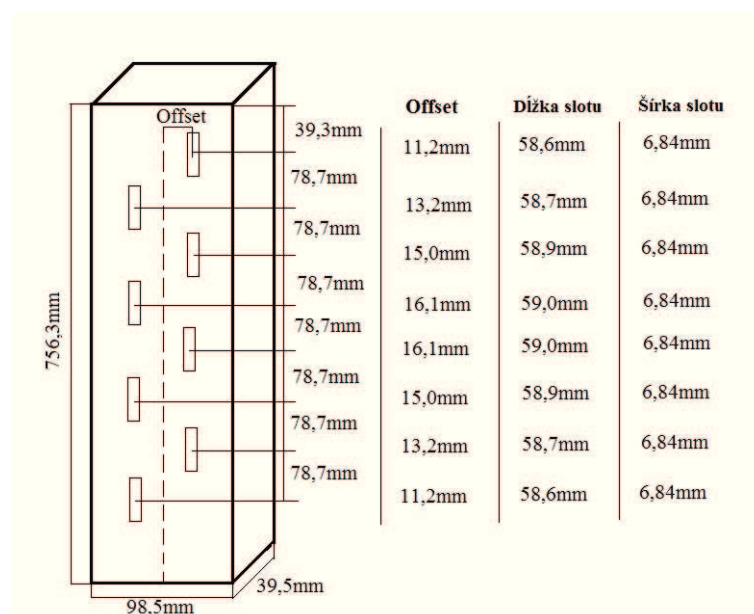 Offset Dĺžka slotu Šírka slotu
Offset
39,3mm
11,2mm 58,6mm 6,84mm
78,7mm
13,2mm 58,7mm 6,84mm
78,7mm
15,0mm 58,9mm 6,84mm
78,7mm
16,1mm 59,0mm 6,84mm
78,7mm
756,3mm
16,1mm 59,0mm 6,84mm
78,7mm
15,0mm 58,9mm 6,84mm
78,7mm
13,2mm 58,7mm 6,84mm
78,7mm
11,2mm 58,6mm 6,84mm
39,5mm
98,5mm